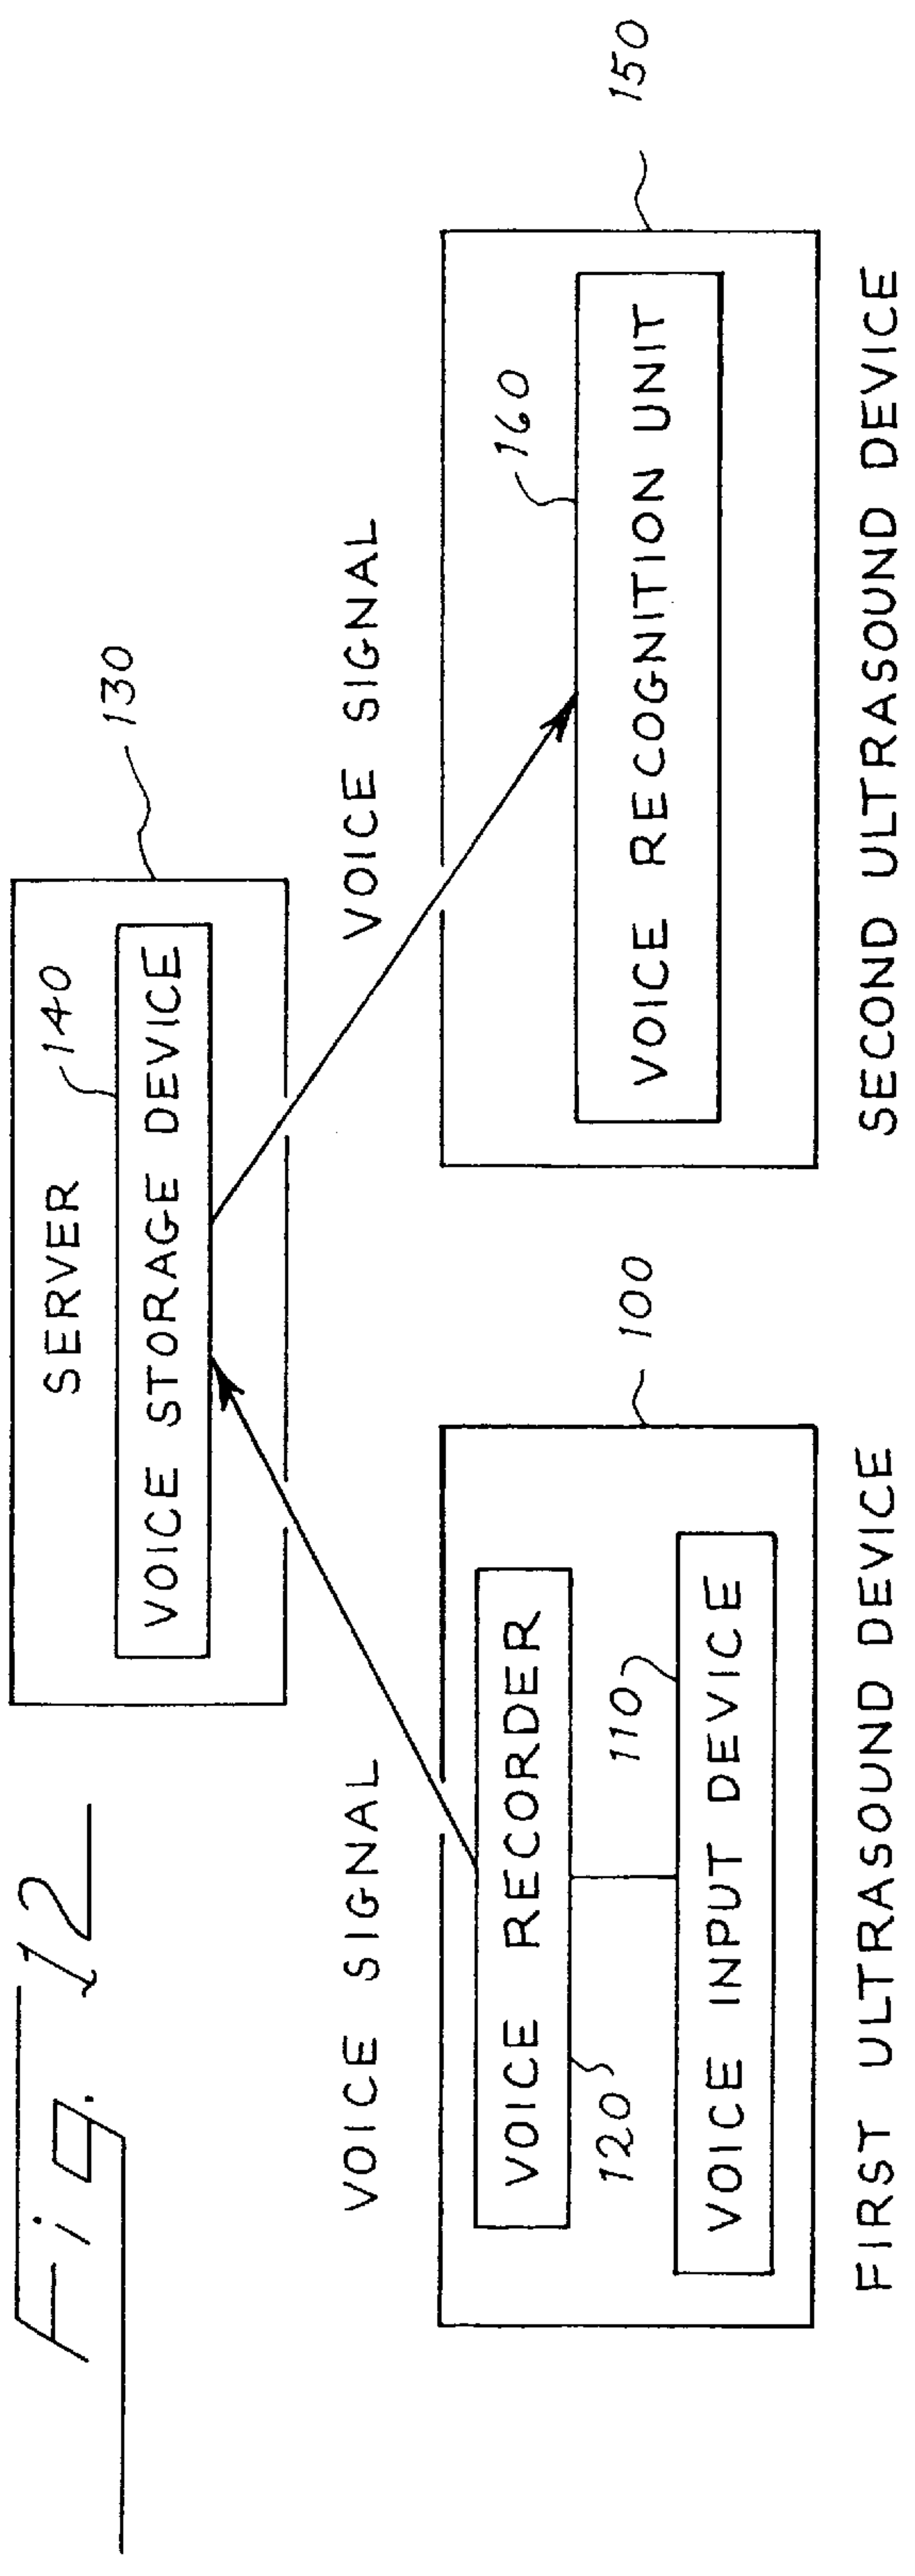 Fig. 12
SERVER
130
140
VOICE STORAGE DEVICE
VOICE SIGNAL
VOICE SIGNAL
100
VOICE RECORDER
120
110
VOICE INPUT DEVICE
FIRST ULTRASOUND DEVICE
150
160
VOICE RECOGNITION UNIT
SECOND ULTRASOUND DEVICE